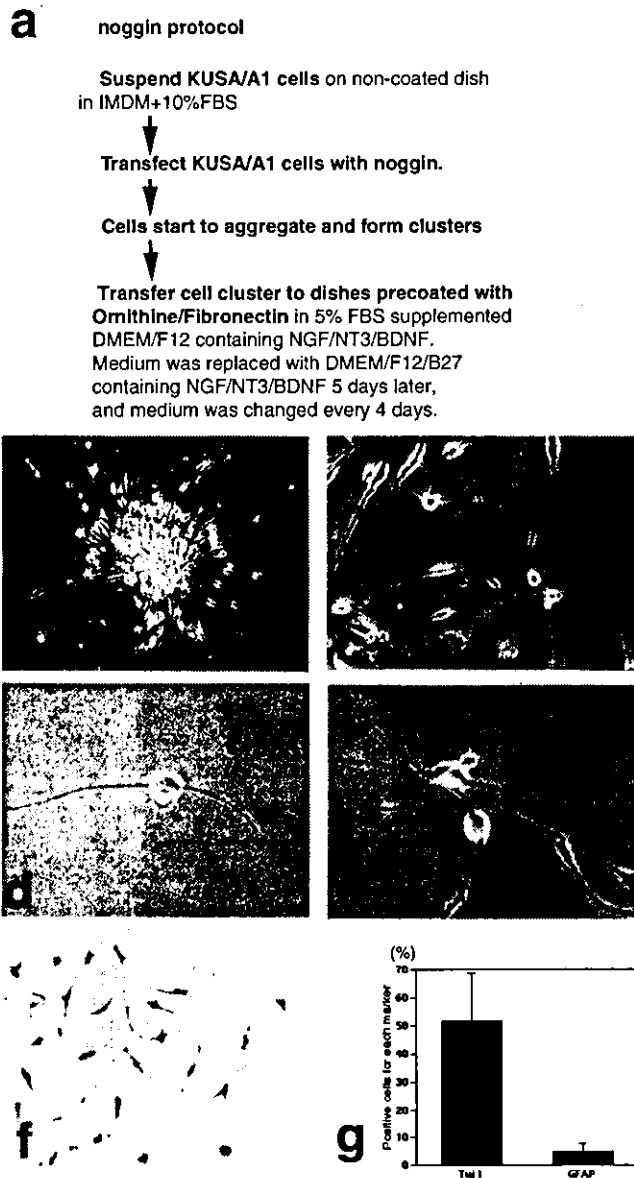 a
noggin protocol
Suspend KUSA/A1 cells on non-coated dish
in IMDM+10%FBS
Transfect KUSA/A1 cells with noggin.
Cells start to aggregate and form clusters
Transfer cell cluster to dishes precoated with
Ornithine/Fibronectin in 5% FBS supplemented
DMEM/F12 containing NGF/NT3/BDNF.
Medium was replaced with DMEM/F12/B27
containing NGF/NT3/BDNF 5 days later,
and medium was changed every 4 days.
d
f
g
(%)
Positive cells for each marker
70
60
50
40
30
20
10
0
GFAP